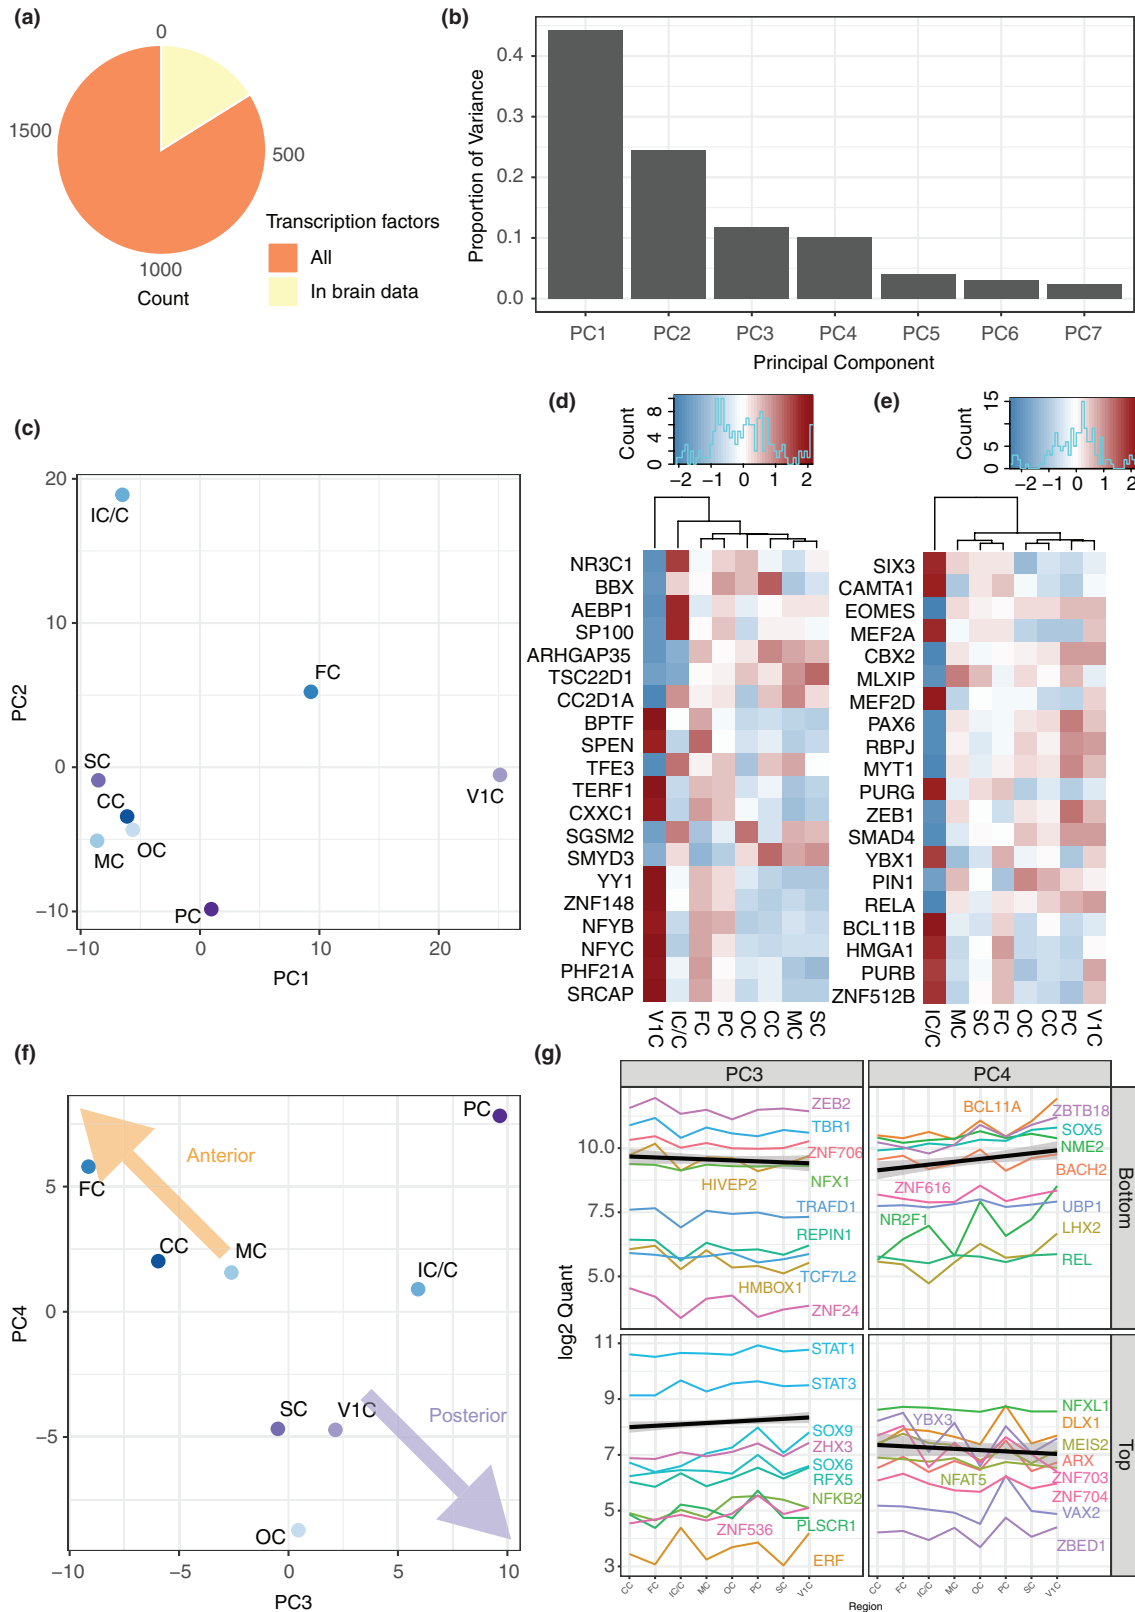 (a)
0
1500
500
1000
Count
Transcription factors
All
In brain data
(b)
Proportion of Variance
0.4
0.3
0.2
0.1
0.0
PC1 PC2 PC3 PC4 PC5 PC6 PC7
Principal Component
(c)
PC2
20
10
0
−10
IC/C
FC
SC
CC
V1C
MC
OC
PC
−10 0 10 20
PC1
(d)
Count
0 4 8
−2 −1 0 1 2
NR3C1
BBX
AEBP1
SP100
ARHGAP35
TSC22D1
CC2D1A
BPTF
SPEN
TFE3
TERF1
CXXC1
SGSM2
SMYD3
YY1
ZNF148
NFYB
NFYC
PHF21A
SRCAP
V1C IC/C FC PC OC CC MC SC
(e)
Count
0 5 15
−2 −1 0 1 2
SIX3
CAMTA1
EOMES
MEF2A
CBX2
MLXIP
MEF2D
PAX6
RBPJ
MYT1
PURG
ZEB1
SMAD4
YBX1
PIN1
RELA
BCL11B
HMGA1
PURB
ZNF512B
IC/C MC SC FC OC CC PC V1C
(f)
PC4
5
0
−5
PC
Anterior
FC
CC
MC
IC/C
SC
V1C
Posterior
OC
−10 −5 0 5 10
PC3
(g)
PC3
PC4
log2 Quant
10.0
7.5
5.0
ZEB2
TBR1
ZNF706
HIVEP2
NFX1
TRAFD1
REPIN1
TCF7L2
HMBOX1
ZNF24
BCL11A
ZBTB18
SOX5
NME2
BACH2
ZNF616
UBP1
NR2F1
LHX2
REL
Bottom
11
9
7
5
3
STAT1
STAT3
SOX9
ZHX3
SOX6
RFX5
NFKB2
PLSCR1
ZNF536
ERF
NFXL1
YBX3
DLX1
MEIS2
ARX
NFAT5
ZNF703
ZNF704
VAX2
ZBED1
Top
CC FC IC/C MC OC PC SC V1C
CC FC IC/C MC OC PC SC V1C
Region